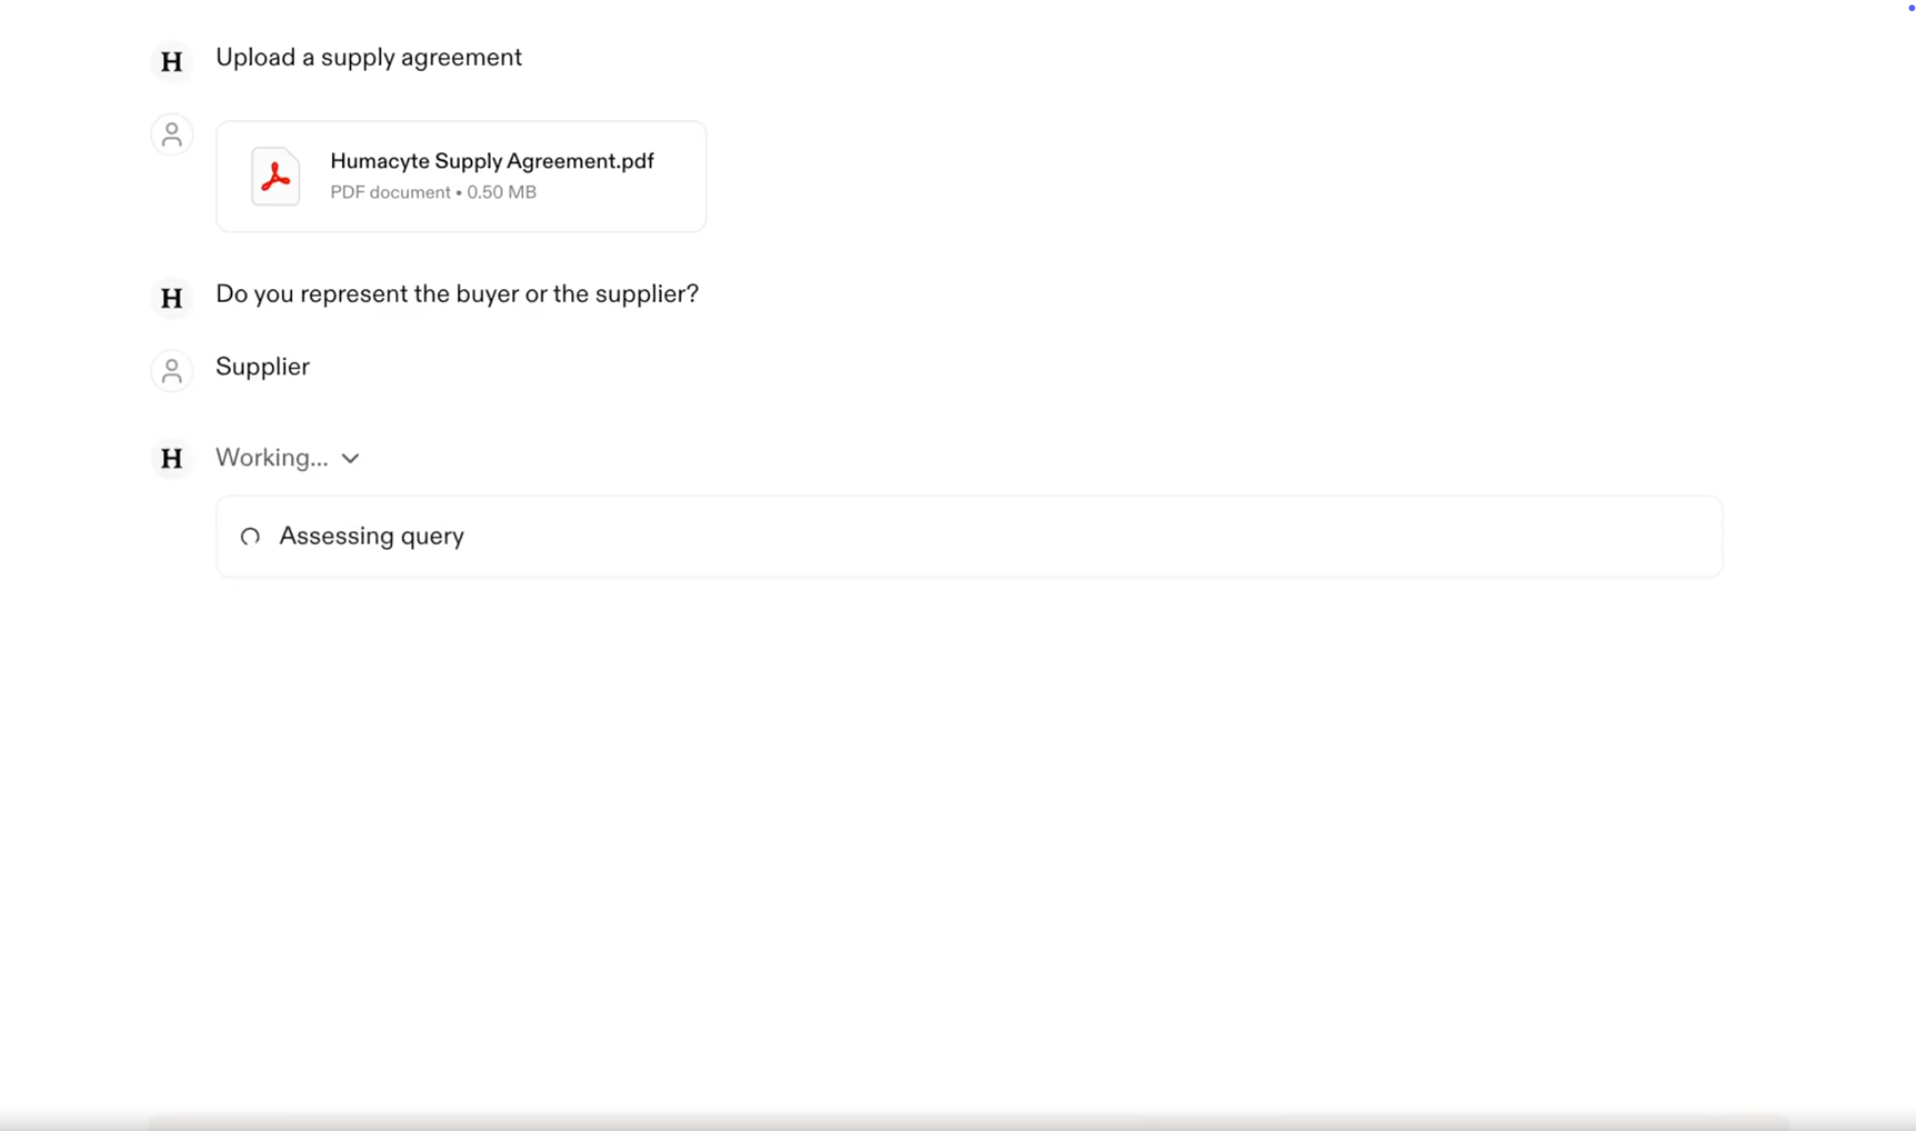 H Upload a supply agreement
Humacyte Supply Agreement.pdf
PDF document • 0.50 MB
H Do you represent the buyer or the supplier?
Supplier
H Working...
Assessing query